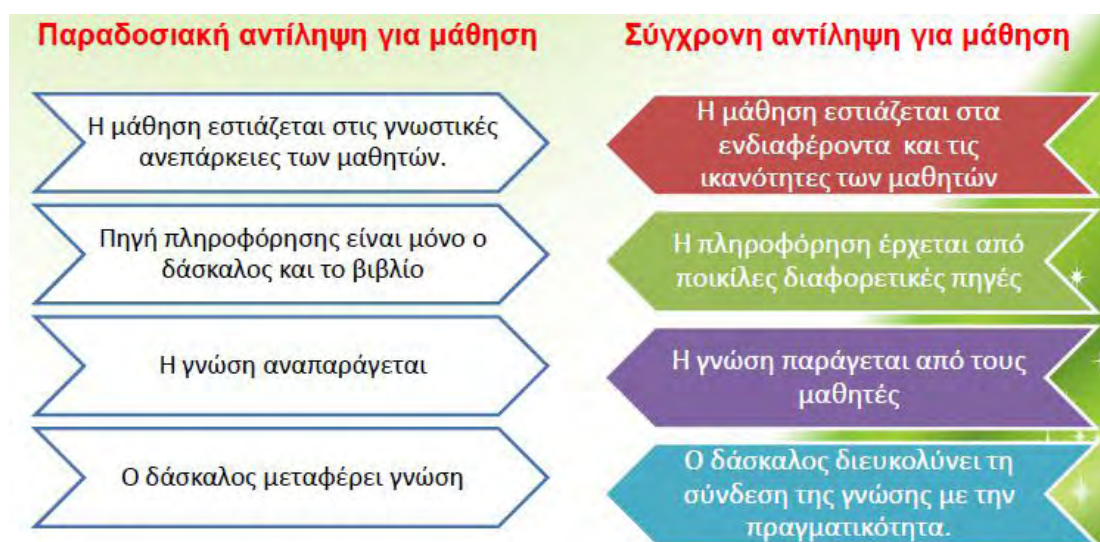 Παραδοσιακή αντίληψη για μάθηση
Η μάθηση εστιάζεται στις γνωστικές
ανεπάρκειες των μαθητών.
Πηγή πληροφόρησης είναι μόνο ο
δάσκαλος και το βιβλίο
Η γνώση αναπαράγεται
Ο δάσκαλος μεταφέρει γνώση
Σύγχρονη αντίληψη για μάθηση
Η μάθηση εστιάζεται στα
ενδιαφέροντα και τις
ικανότητες των μαθητών
Η πληροφόρηση έρχεται από
ποικίλες διαφορετικές πηγές
Η γνώση παράγεται από τους
μαθητές
Ο δάσκαλος διευκολύνει τη
σύνδεση της γνώσης με την
πραγματικότητα.